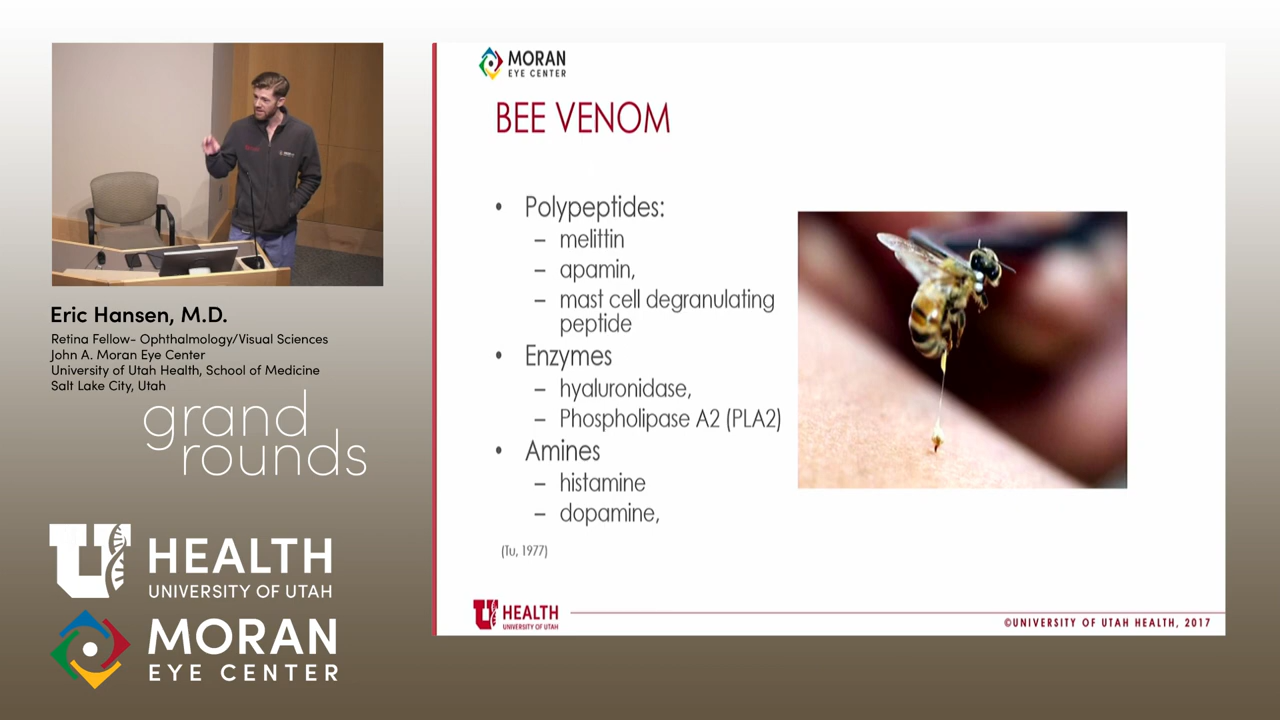 Eric Hansen, M.D.
Retina Fellow- Ophthalmology/Visual Sciences
John A. Moran Eye Center
University of Utah Health, School of Medicine
Salt Lake City, Utah
grand
rounds
U HEALTH
UNIVERSITY OF UTAH
MORAN
EYE CENTER
MORAN
EYE CENTER
BEE VENOM
• Polypeptides:
– melittin
– apamin,
– mast cell degranulating
peptide
• Enzymes
– hyaluronidase,
– Phospholipase A2 (PLA2)
• Amines
– histamine
– dopamine,
(Tu, 1977)
U HEALTH
UNIVERSITY OF UTAH
©UNIVERSITY OF UTAH HEALTH, 2017